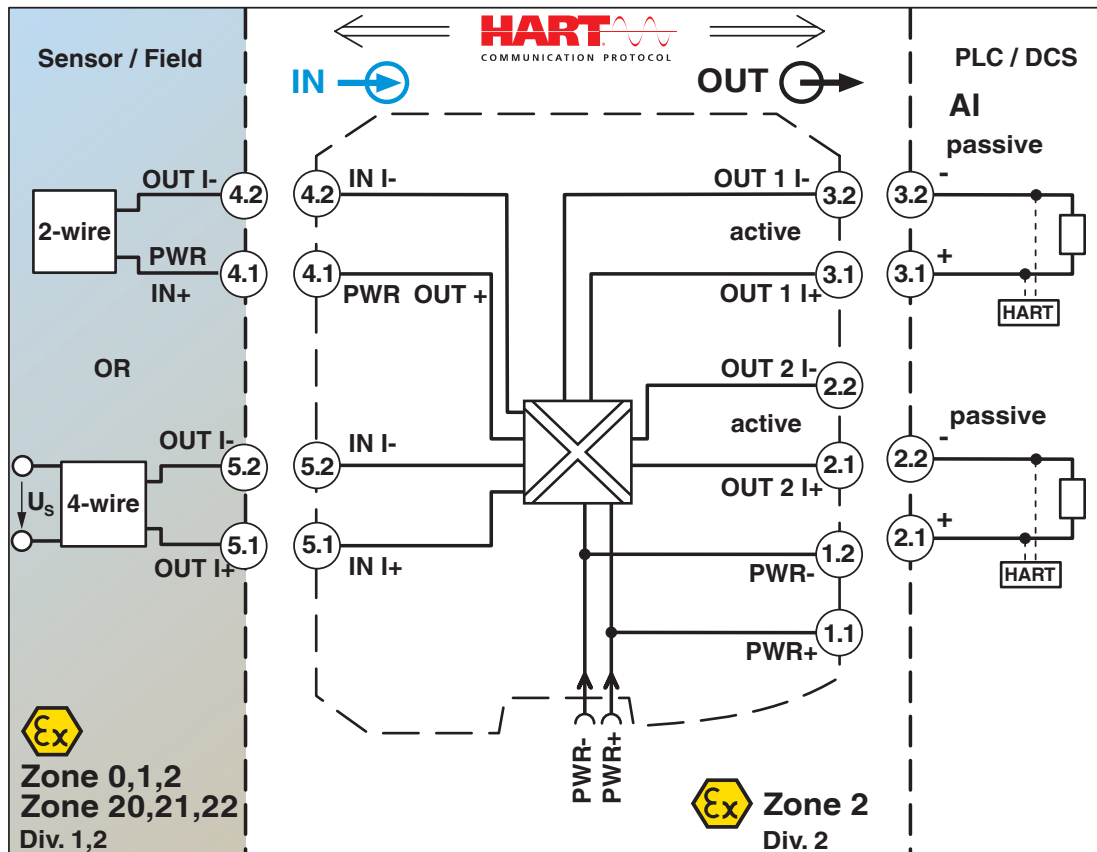 Sensor / Field
HART
COMMUNICATION PROTOCOL
PLC / DCS
IN
OUT
AI
passive
OUT I-
4.2
4.2
IN I-
OUT 1 I-
3.2
3.2
-
2-wire
active
PWR
4.1
4.1
3.1
3.1
+
IN+
PWR OUT +
OUT 1 I+
HART
OR
OUT 2 I-
2.2
active
passive
OUT I-
5.2
5.2
IN I-
2.1
2.2
-
US
4-wire
OUT 2 I+
5.1
5.1
2.1
+
OUT I+
IN I+
1.2
PWR-
HART
1.1
PWR+
PWR-
PWR+
Ex
Zone 0,1,2
Zone 20,21,22
Div. 1,2
Ex
Zone 2
Div. 2